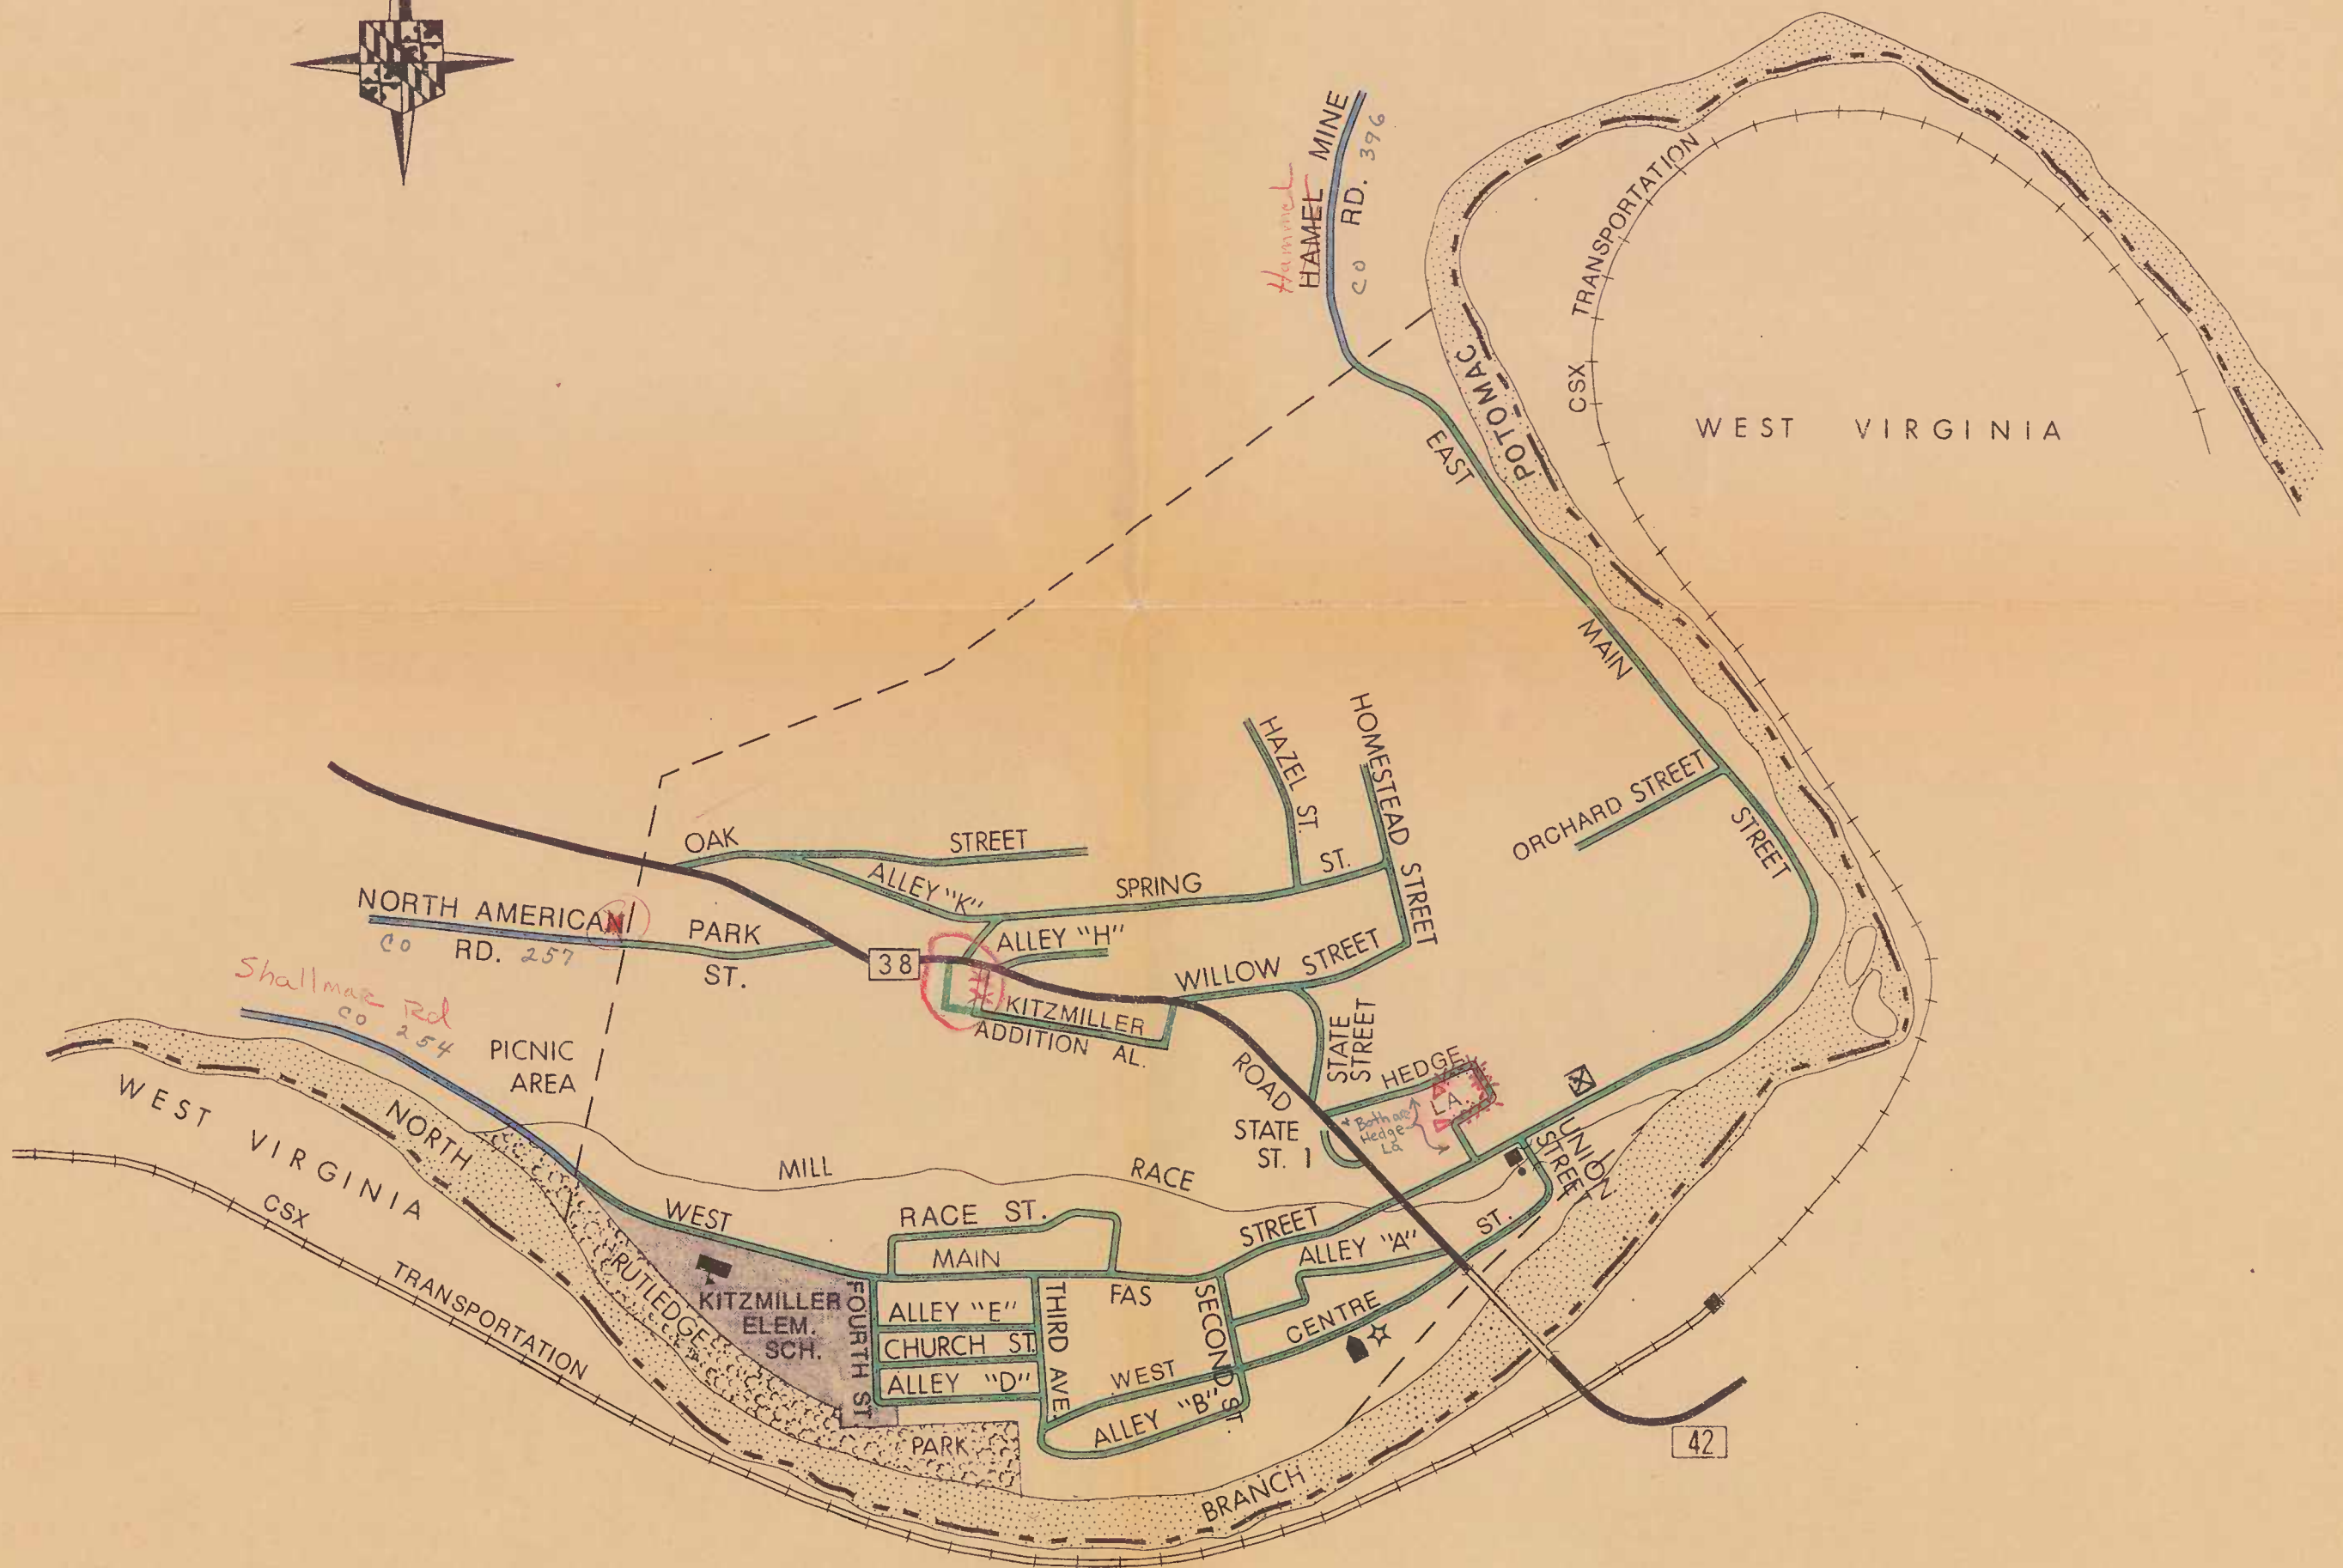 Hammel
HAMEL MINE
CO RD. 396
CSX TRANSPORTATION
WEST VIRGINIA
POTOMAC
EAST
MAIN
STREET
ORCHARD STREET
HOMESTEAD STREET
HAZEL ST.
OAK STREET
ALLEY "K"
SPRING ST.
NORTH AMERICAN
CO RD. 257
PARK
ST.
38
ALLEY "H"
WILLOW STREET
KITZMILLER
ADDITION AL.
STATE
STREET
Shallmar Rd
CO 254
PICNIC
AREA
ROAD
HEDGE
LA.
* Both are
Hedge
La
STATE
ST. 1
UNION
STREET
WEST VIRGINIA
NORTH
MILL RACE
CSX
TRANSPORTATION
WEST
RACE ST.
MAIN
STREET
ALLEY "A"
ST.
FAS
RUTLEDGE
KITZMILLER
ELEM.
SCH.
FOURTH ST.
ALLEY "E"
CHURCH ST.
ALLEY "D"
THIRD AVE.
SECOND ST.
CENTRE
WEST
ALLEY "B"
PARK
BRANCH
42